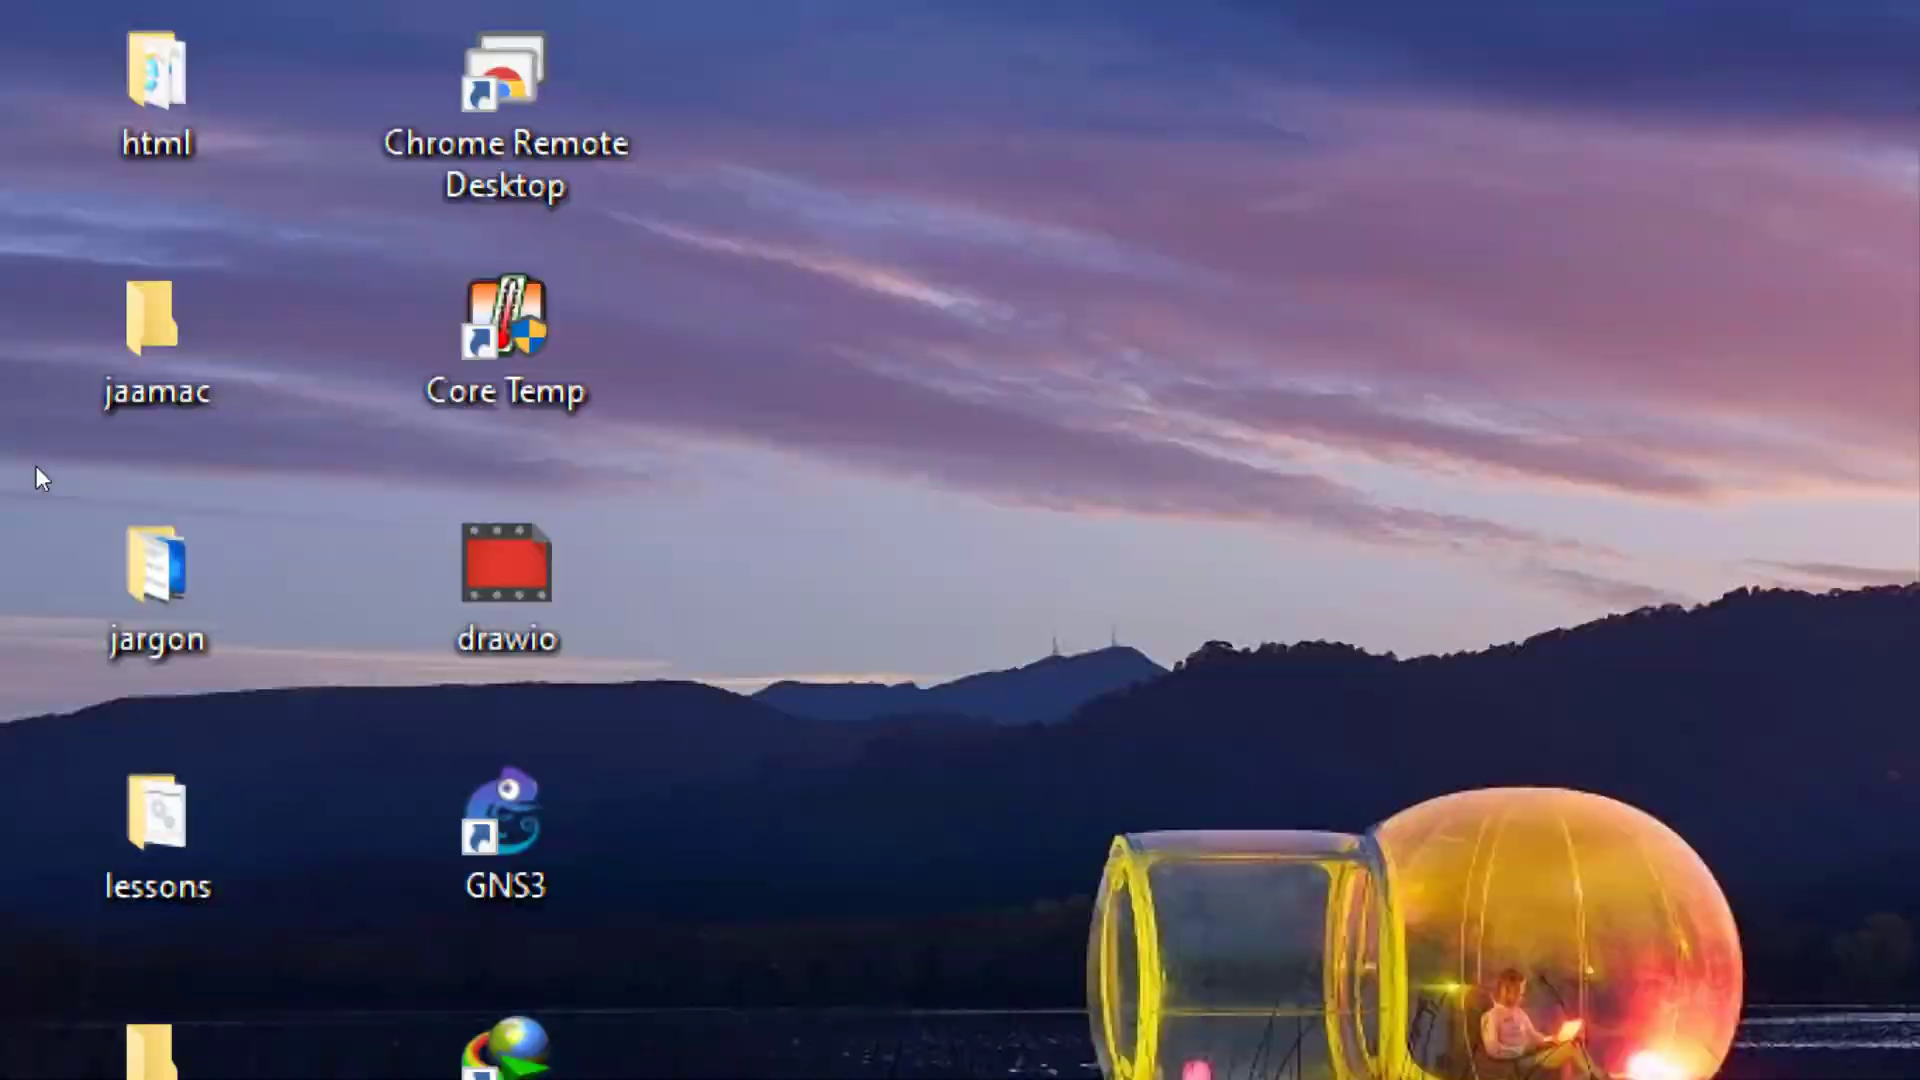 html
Chrome Remote
Desktop
jaamac
Core Temp
jargon
drawio
lessons
GNS3